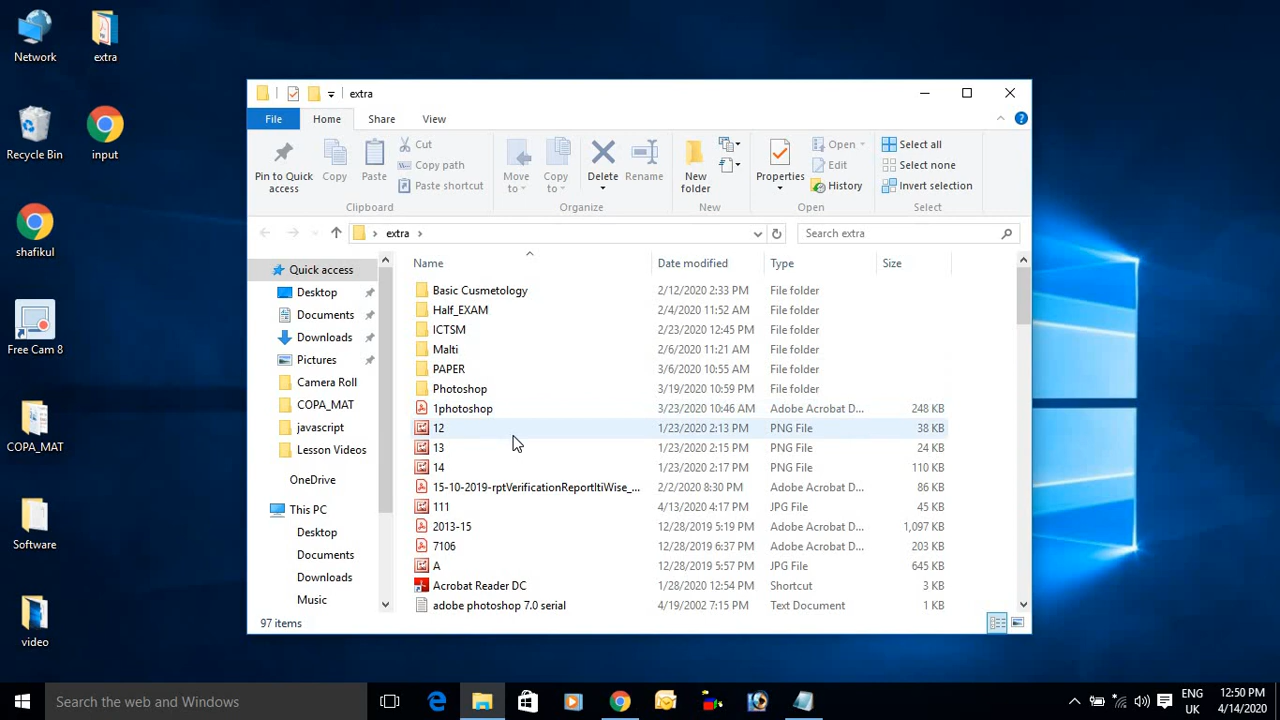 Network
extra
Recycle Bin
input
shafikul
Free Cam 8
COPA_MAT
Software
video
extra
File Home Share View
Pin to Quick access
Copy
Paste
Cut
Copy path
Paste shortcut
Clipboard
Move to
Copy to
Delete
Rename
Organize
New folder
New
Properties
Open
Edit
History
Open
Select all
Select none
Invert selection
Select
extra
Search extra
Quick access
Desktop
Documents
Downloads
Pictures
Camera Roll
COPA_MAT
javascript
Lesson Videos
OneDrive
This PC
Desktop
Documents
Downloads
Music
Name Date modified Type Size
Basic Cusmetology 2/12/2020 2:33 PM File folder
Half_EXAM 2/4/2020 11:52 AM File folder
ICTSM 2/23/2020 12:45 PM File folder
Malti 2/6/2020 11:21 AM File folder
PAPER 3/6/2020 10:55 AM File folder
Photoshop 3/19/2020 10:59 PM File folder
1photoshop 3/23/2020 10:46 AM Adobe Acrobat D... 248 KB
12 1/23/2020 2:13 PM PNG File 38 KB
13 1/23/2020 2:15 PM PNG File 24 KB
14 1/23/2020 2:17 PM PNG File 110 KB
15-10-2019-rptVerificationReportItiWise_... 2/2/2020 8:30 PM Adobe Acrobat D... 86 KB
111 4/13/2020 4:17 PM JPG File 45 KB
2013-15 12/28/2019 5:19 PM Adobe Acrobat D... 1,097 KB
7106 12/28/2019 6:37 PM Adobe Acrobat D... 203 KB
A 12/28/2019 5:57 PM JPG File 645 KB
Acrobat Reader DC 1/28/2020 12:54 PM Shortcut 3 KB
adobe photoshop 7.0 serial 4/19/2002 7:15 PM Text Document 1 KB
97 items
Search the web and Windows
ENG
UK
12:50 PM
4/14/2020